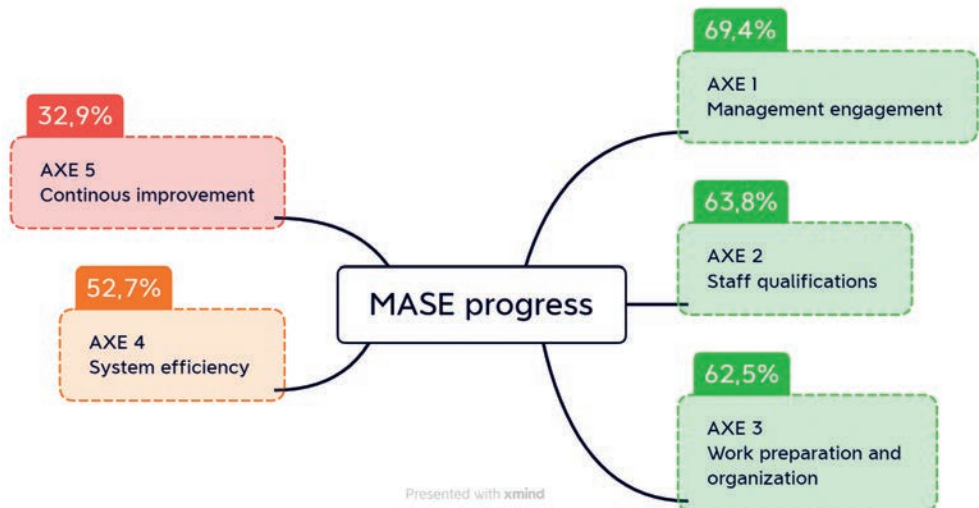 69,4%
AXE 1
Management engagement
63,8%
AXE 2
Staff qualifications
62,5%
AXE 3
Work preparation and
organization
32,9%
AXE 5
Continous improvement
52,7%
AXE 4
System efficiency
MASE progress
Presented with xmind